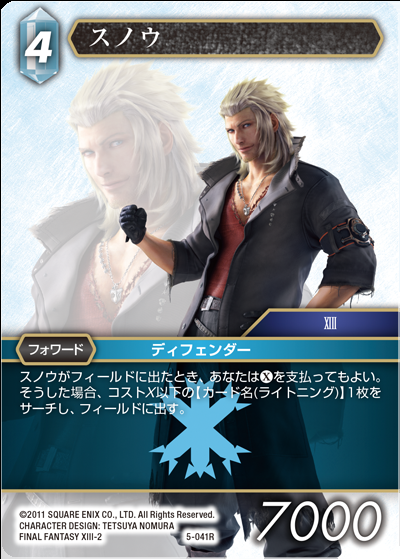 4
スノウ
XIII
フォワード
ディフェンダー
スノウがフィールドに出たとき、あなたはⓍを支払ってもよい。
そうした場合、コストX以下の【カード名(ライトニング)】1枚を
サーチし、フィールドに出す。
©2011 SQUARE ENIX CO., LTD. All Rights Reserved.
CHARACTER DESIGN: TETSUYA NOMURA
FINAL FANTASY XIII-2
5-041R
7000